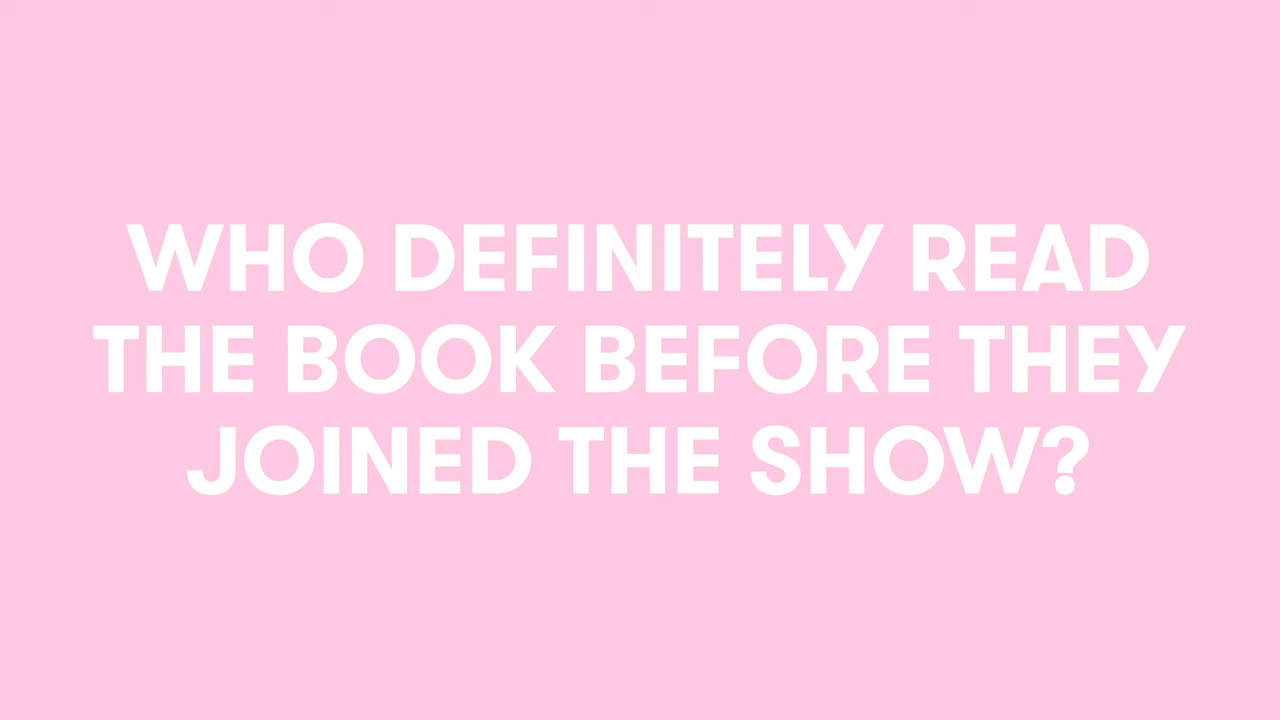 WHO DEFINITELY READ
THE BOOK BEFORE THEY
JOINED THE SHOW?